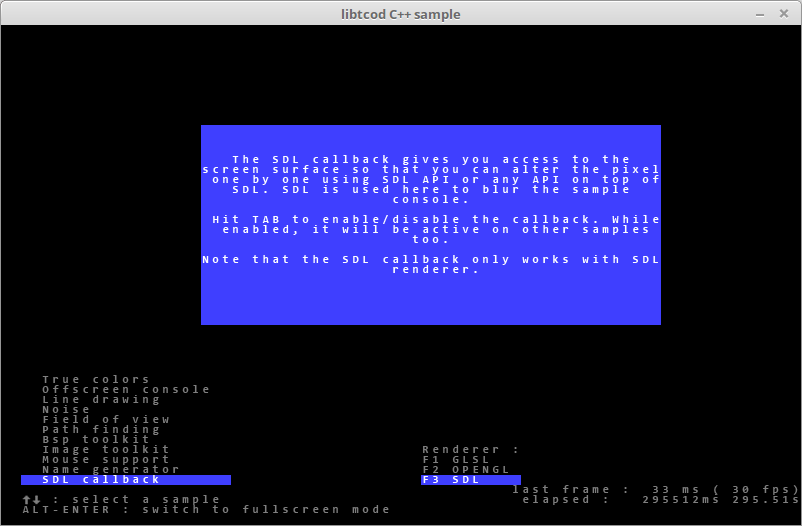 libtcod C++ sample
The SDL callback gives you access to the
screen surface so that you can alter the pixel
one by one using SDL API or any API on top of
SDL. SDL is used here to blur the sample
console.
Hit TAB to enable/disable the callback. While
enabled, it will be active on other samples
too.
Note that the SDL callback only works with SDL
renderer.
True colors
Offscreen console
Line drawing
Noise
Field of view
Path finding
Bsp toolkit
Image toolkit
Mouse support
Name generator
SDL callback
Renderer :
F1 GLSL
F2 OPENGL
F3 SDL
last frame :  33 ms ( 30 fps)
↑↓ : select a sample
elapsed :   295512ms 295.51s
ALT-ENTER : switch to fullscreen mode